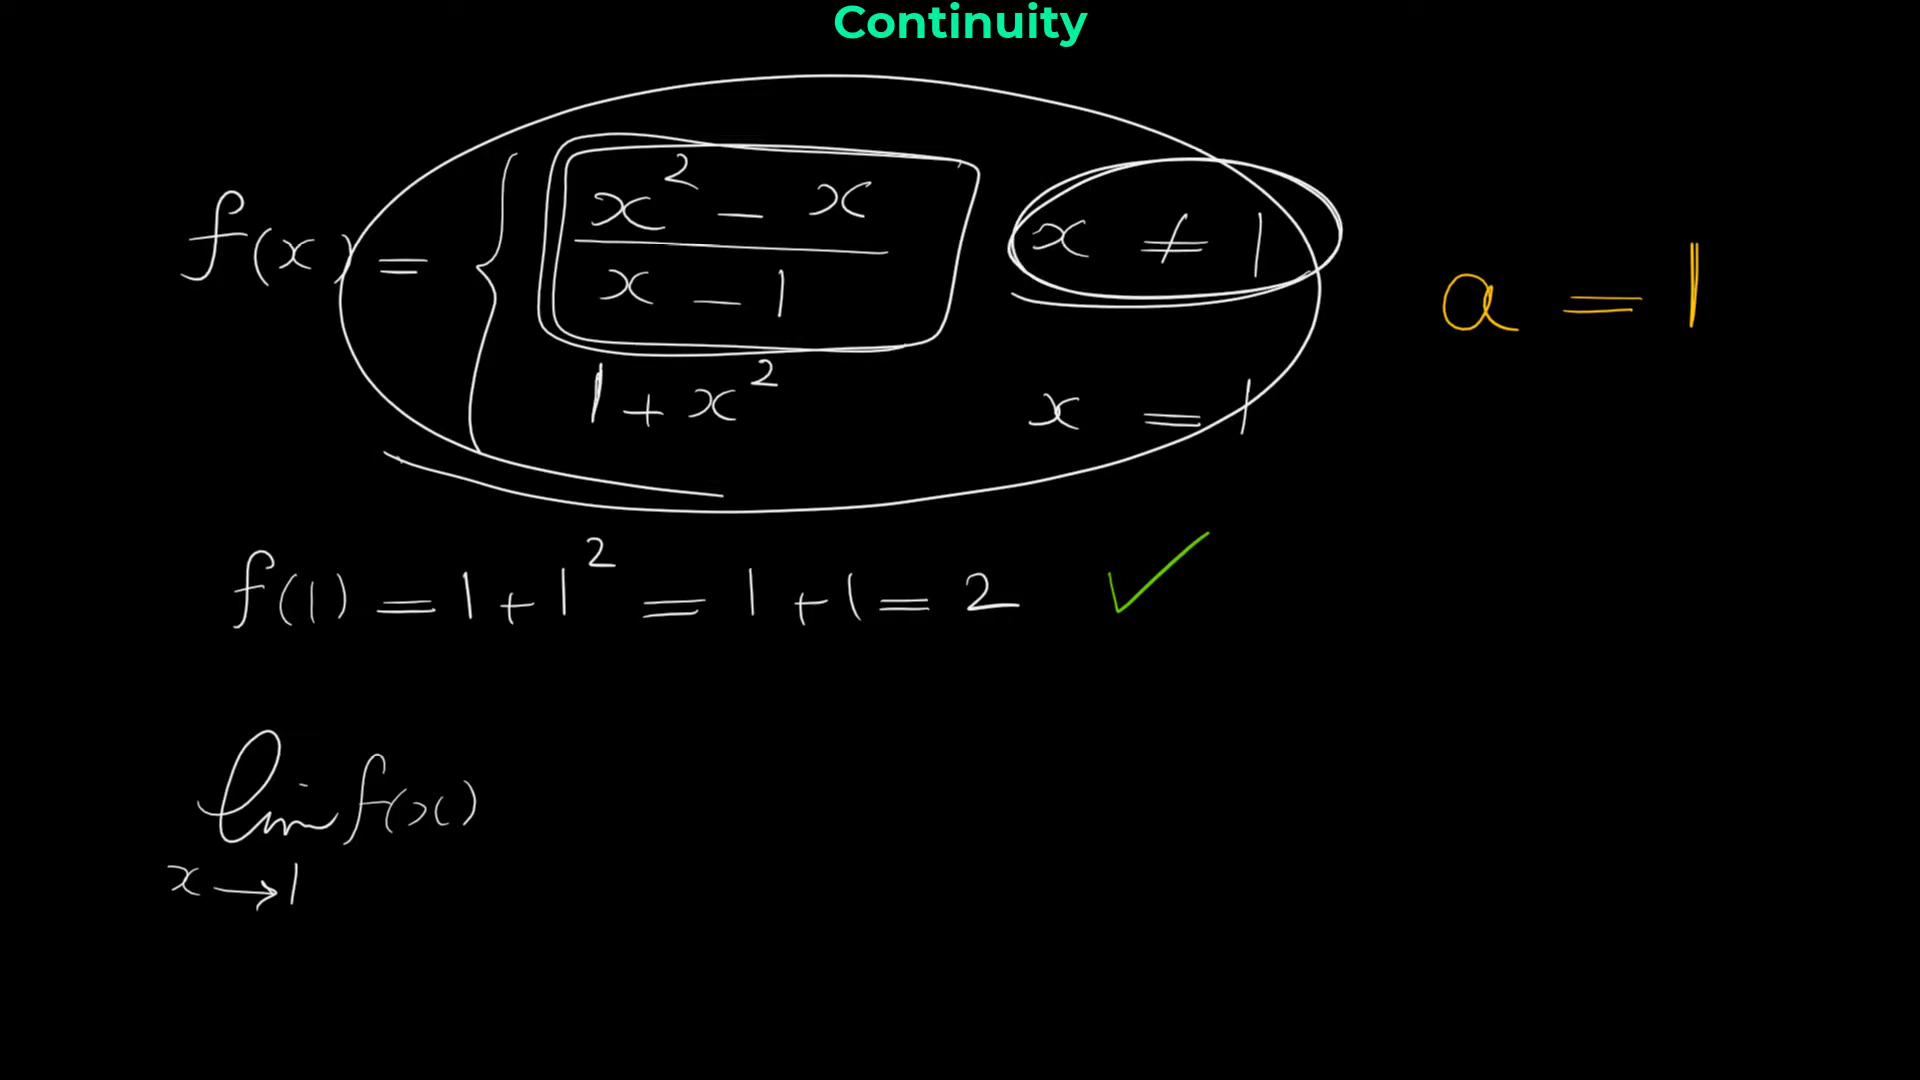 Continuity
f(x) = { (x² - x)/(x - 1)   x ≠ 1
1 + x²   x = 1
a = 1
f(1) = 1 + 1² = 1 + 1 = 2 ✓
lim f(x)
x → 1